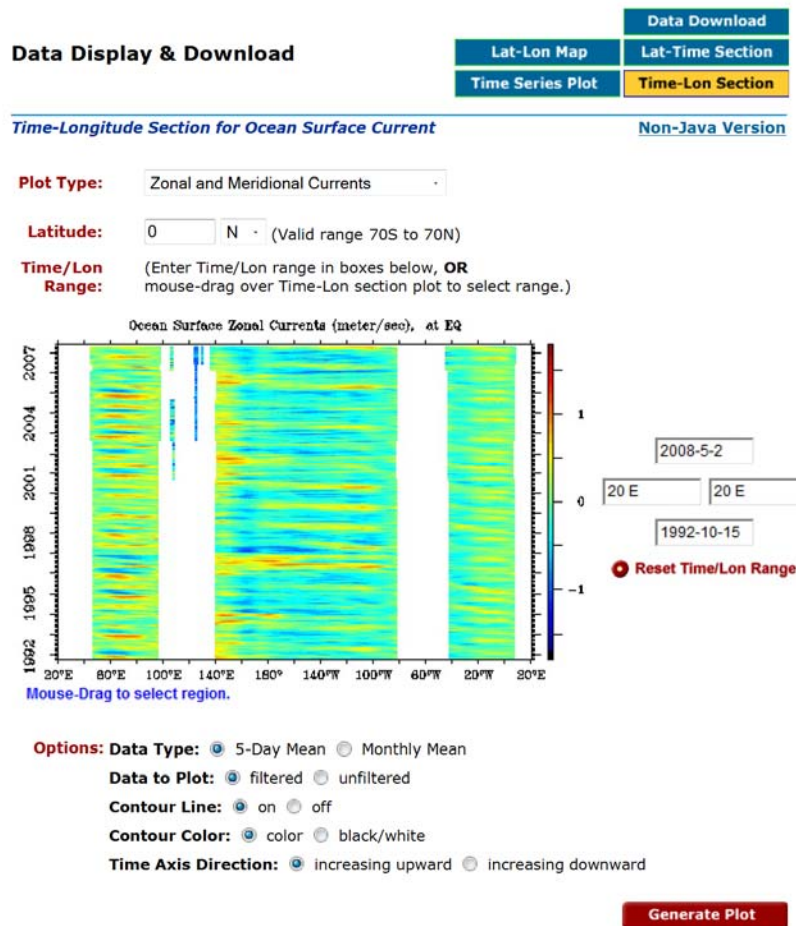 Data Download
Data Display & Download
Lat-Lon Map
Lat-Time Section
Time Series Plot
Time-Lon Section
Time-Longitude Section for Ocean Surface Current
Non-Java Version
Plot Type: Zonal and Meridional Currents
Latitude: 0 N (Valid range 70S to 70N)
Time/Lon Range: (Enter Time/Lon range in boxes below, OR
mouse-drag over Time-Lon section plot to select range.)
Ocean Surface Zonal Currents (meter/sec), at EQ
2007
2004
2001
1998
1995
1992
20°E 60°E 100°E 140°E 180° 140°W 100°W 60°W 20°W 20°E
1
0
-1
2008-5-2
20 E 20 E
1992-10-15
Reset Time/Lon Range
Mouse-Drag to select region.
Options: Data Type: 5-Day Mean Monthly Mean
Data to Plot: filtered unfiltered
Contour Line: on off
Contour Color: color black/white
Time Axis Direction: increasing upward increasing downward
Generate Plot